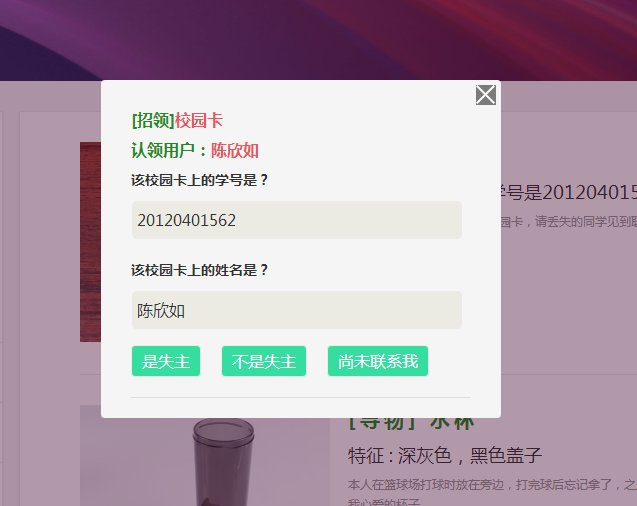 [招领]校园卡
认领用户：陈欣如
该校园卡上的学号是？
20120401562
该校园卡上的姓名是？
陈欣如
是失主 不是失主 尚未联系我
学号是201204015
园卡，请丢失的同学见到
[寻物] 水杯
特征 : 深灰色，黑色盖子
本人在篮球场打球时放在旁边，打完球后忘记拿了，之
我心爱的杯子